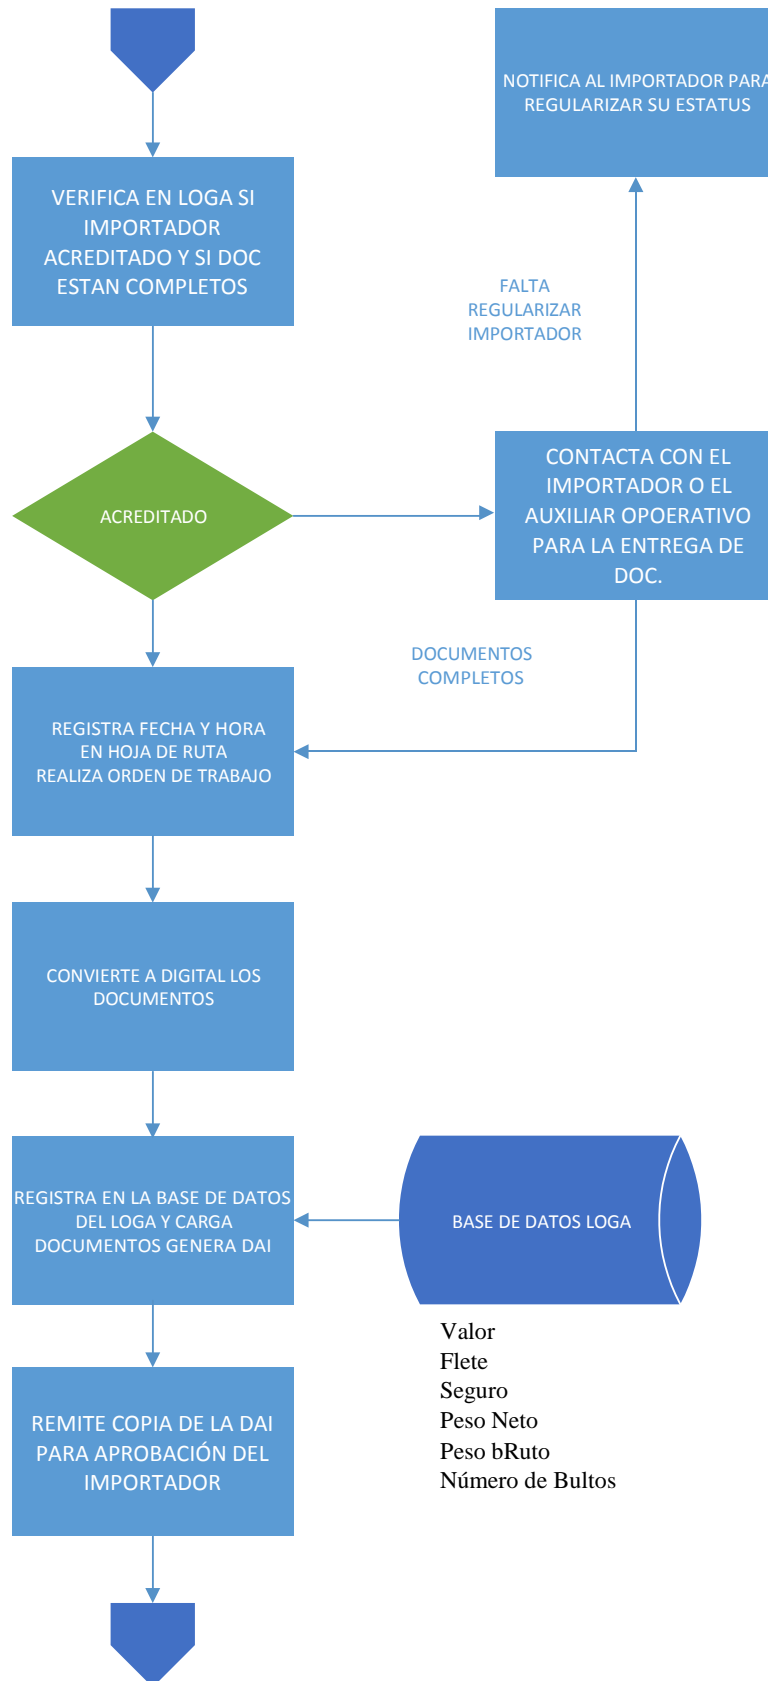 NOTIFICA AL IMPORTADOR PARA
REGULARIZAR SU ESTATUS
VERIFICA EN LOGA SI
IMPORTADOR
ACREDITADO Y SI DOC
ESTAN COMPLETOS
FALTA
REGULARIZAR
IMPORTADOR
ACREDITADO
CONTACTA CON EL
IMPORTADOR O EL
AUXILIAR OPOERATIVO
PARA LA ENTREGA DE
DOC.
DOCUMENTOS
COMPLETOS
REGISTRA FECHA Y HORA
EN HOJA DE RUTA
REALIZA ORDEN DE TRABAJO
CONVIERTE A DIGITAL LOS
DOCUMENTOS
REGISTRA EN LA BASE DE DATOS
DEL LOGA Y CARGA
DOCUMENTOS GENERA DAI
BASE DE DATOS LOGA
Valor
Flete
Seguro
Peso Neto
Peso bRuto
Número de Bultos
REMITE COPIA DE LA DAI
PARA APROBACIÓN DEL
IMPORTADOR